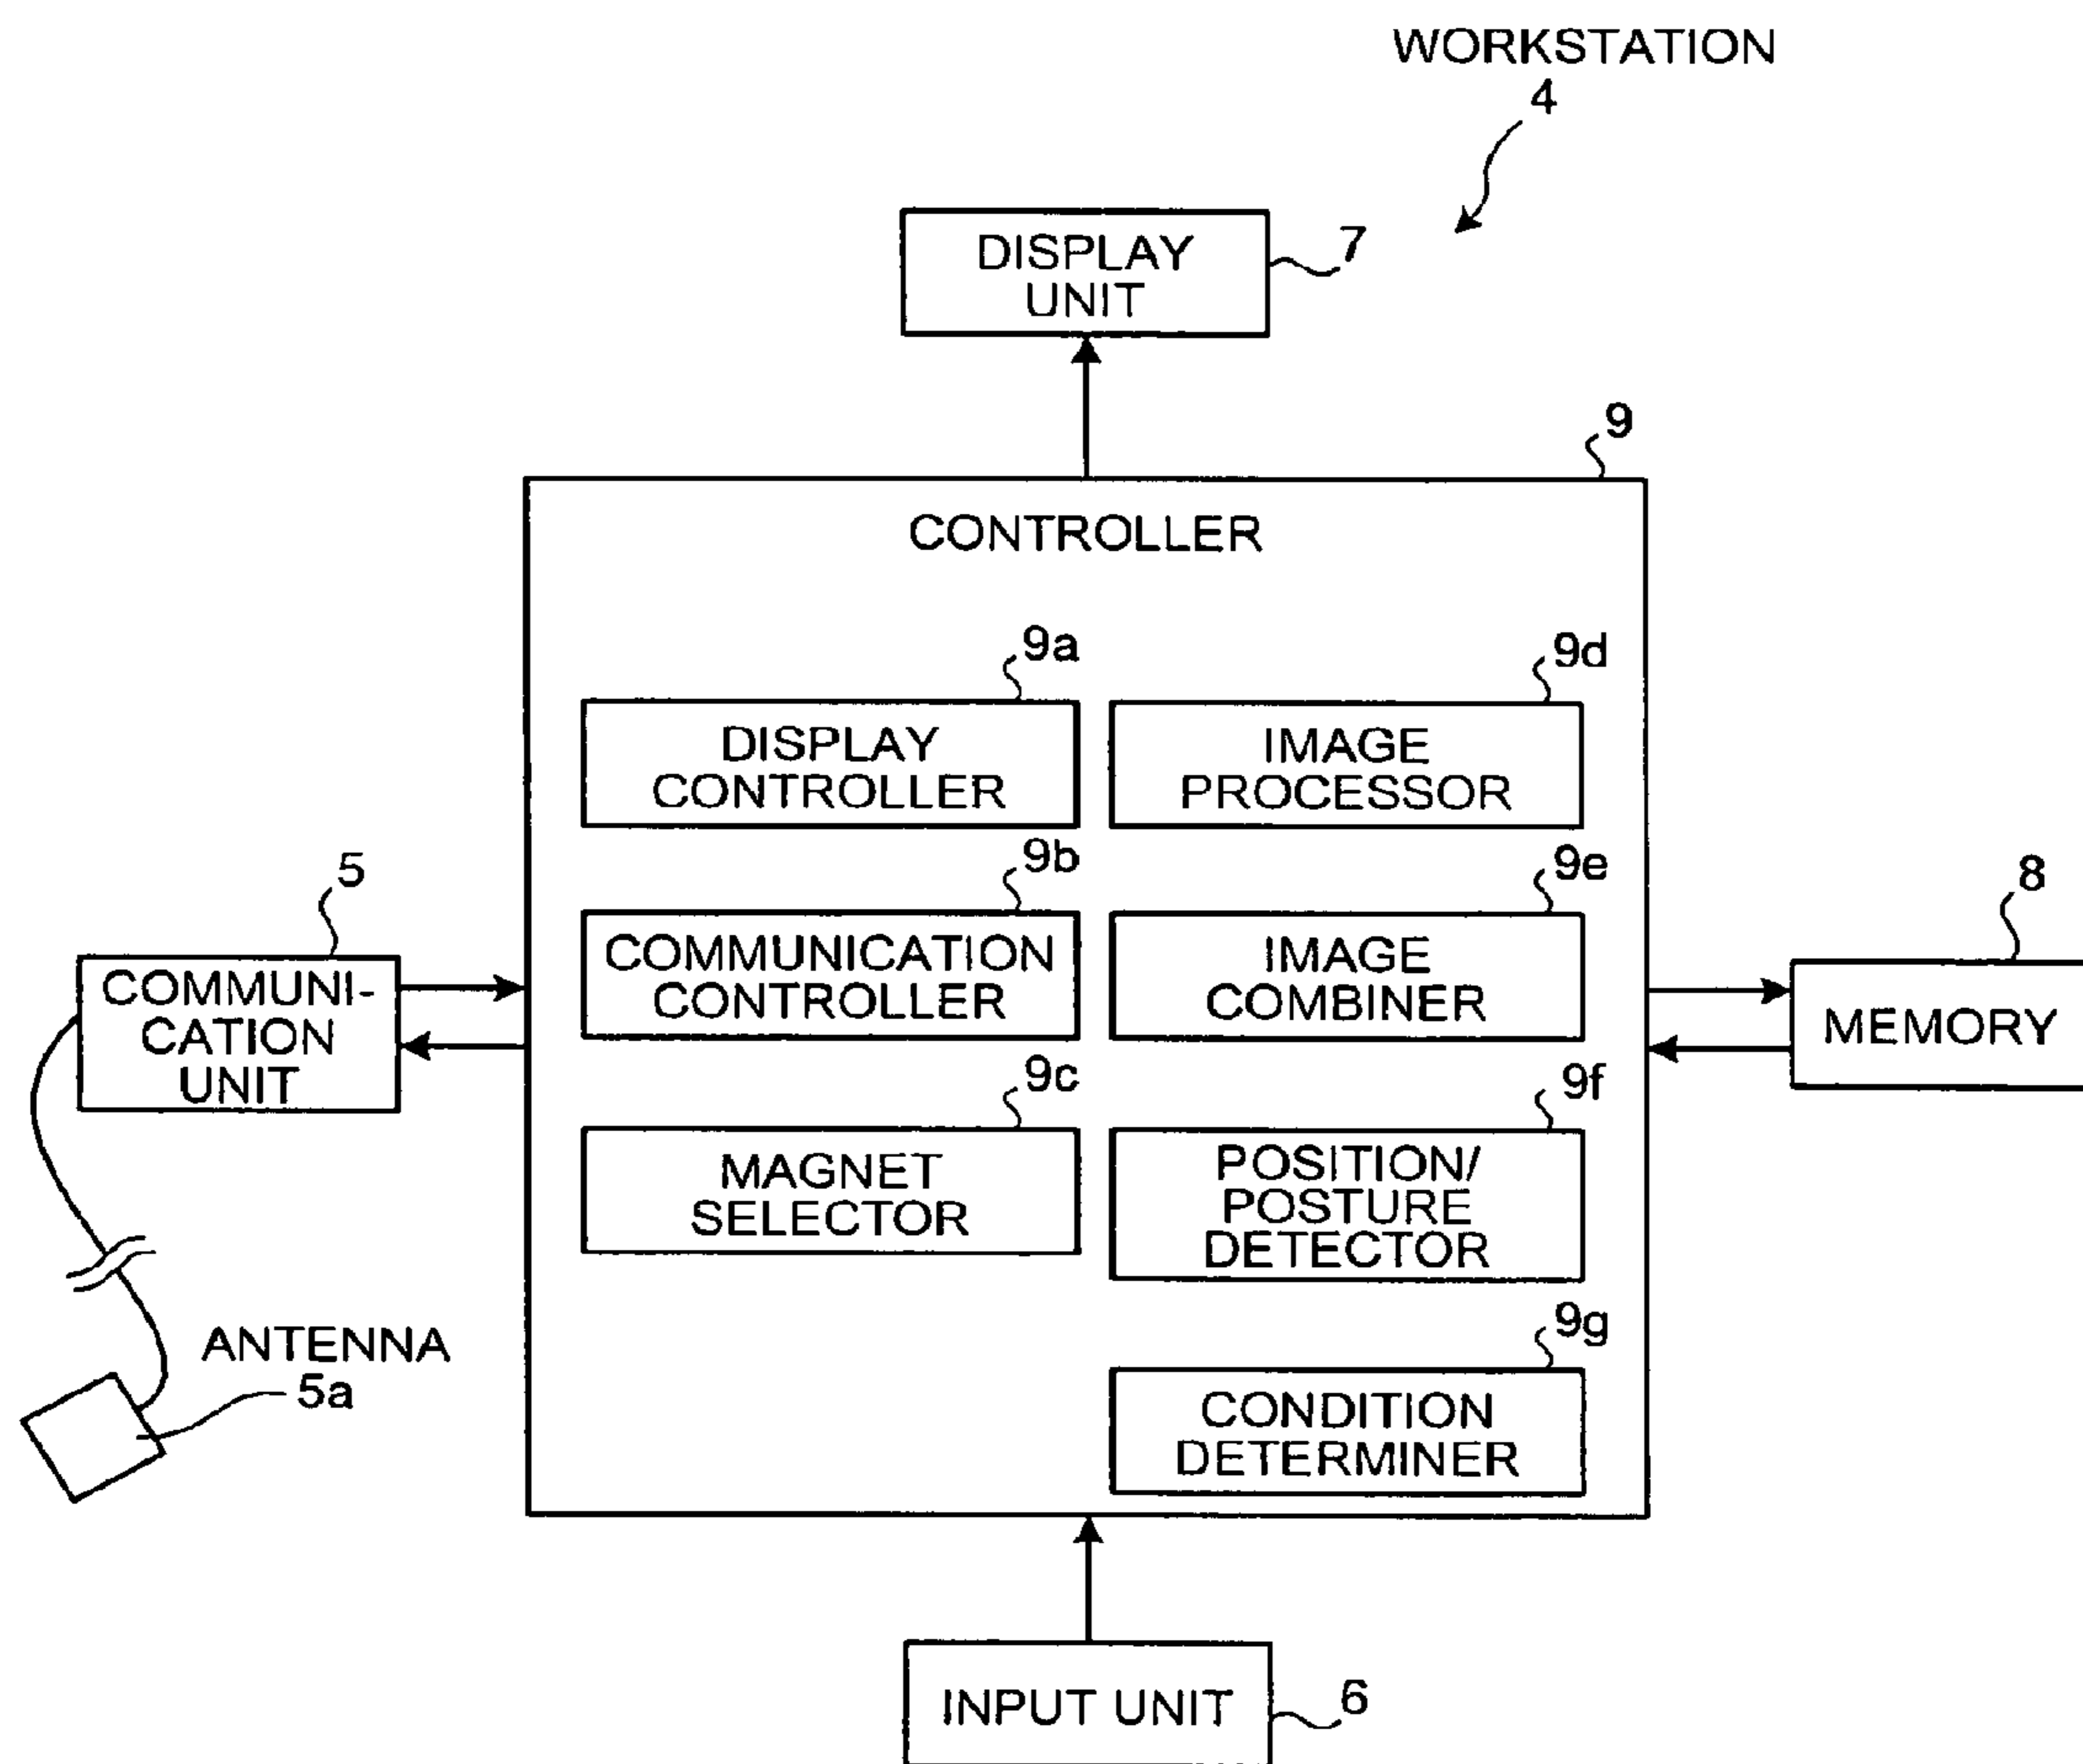 WORKSTATION
4
DISPLAY
UNIT
7
9
CONTROLLER
9a
DISPLAY
CONTROLLER
9d
IMAGE
PROCESSOR
9b
COMMUNICATION
CONTROLLER
9e
IMAGE
COMBINER
5
COMMUNI-
CATION
UNIT
8
MEMORY
9c
MAGNET
SELECTOR
9f
POSITION/
POSTURE
DETECTOR
ANTENNA
5a
9g
CONDITION
DETERMINER
INPUT UNIT
6